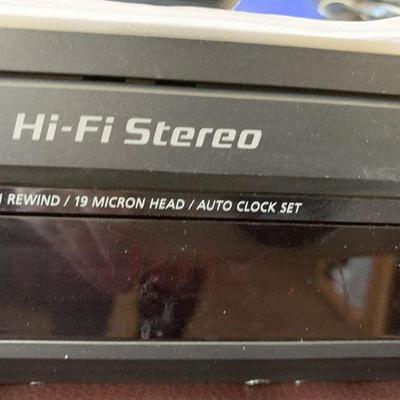 Hi-Fi Stereo
REWIND / 19 MICRON HEAD / AUTO CLOCK SET